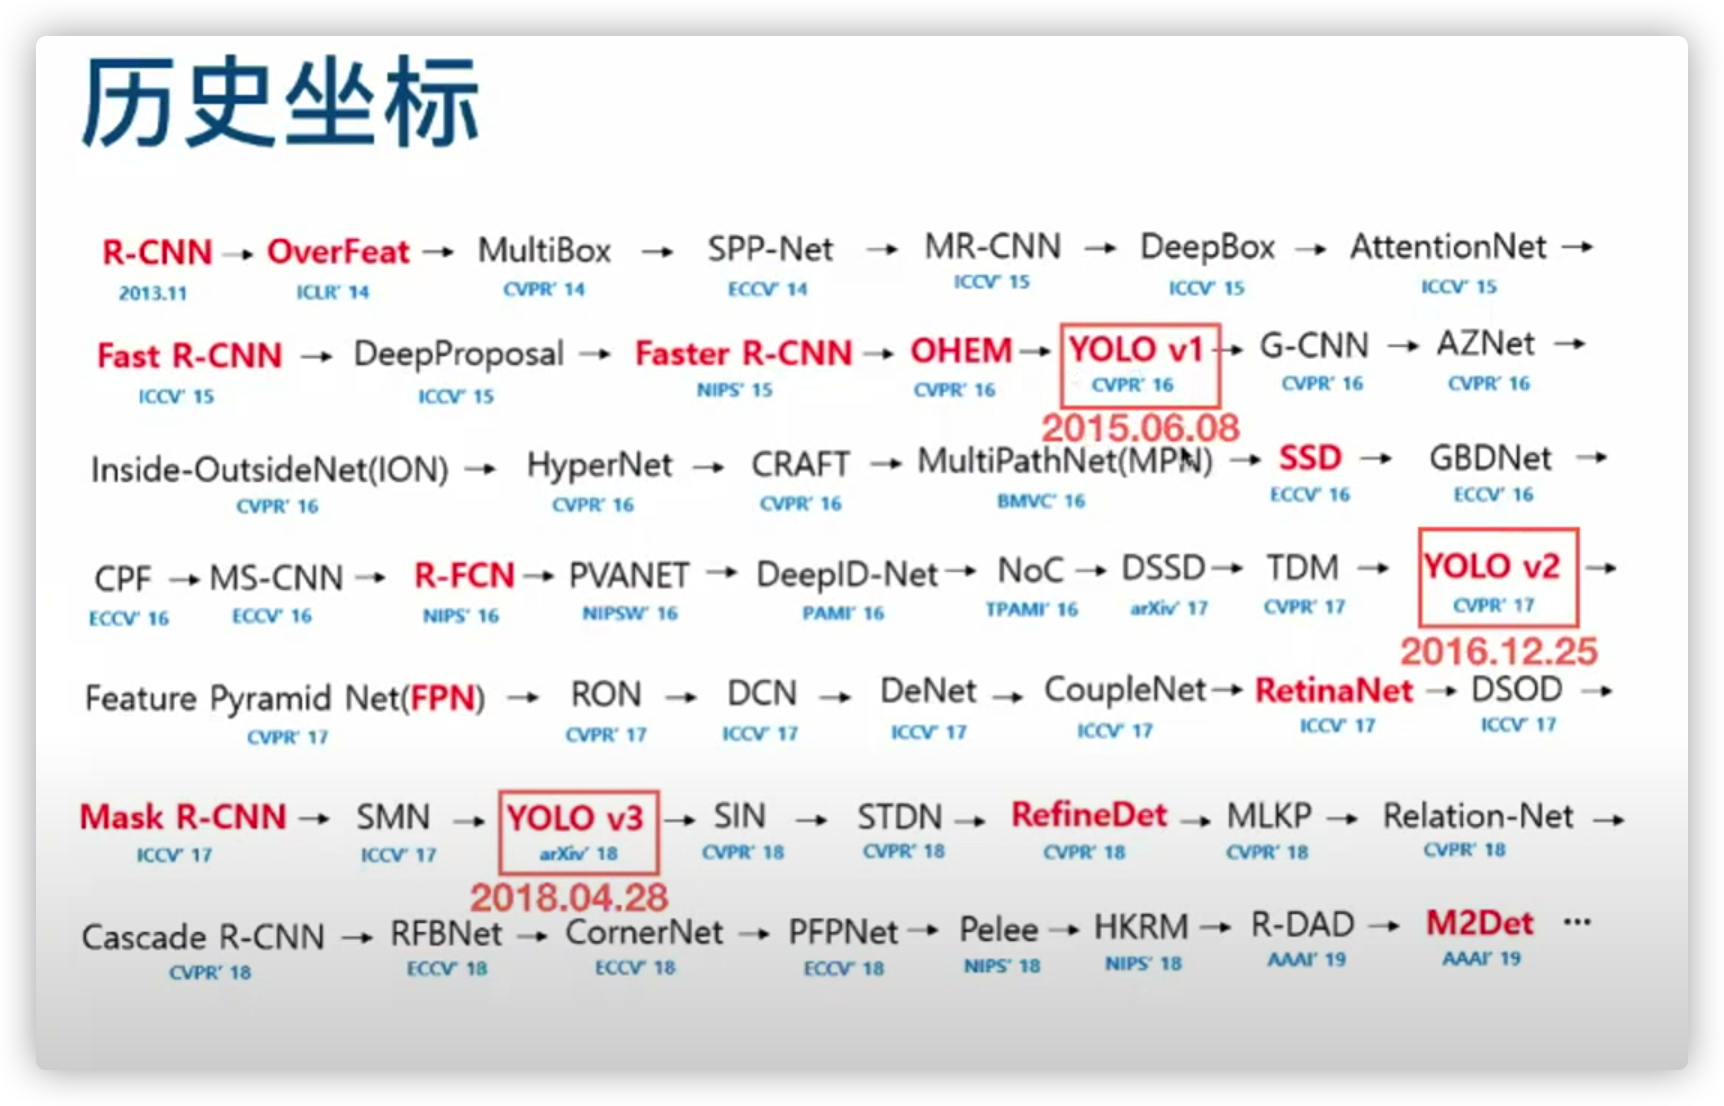 历史坐标
R-CNN → OverFeat → MultiBox → SPP-Net → MR-CNN → DeepBox → AttentionNet →
2013.11 ICLR' 14 CVPR' 14 ECCV' 14 ICCV' 15 ICCV' 15 ICCV' 15
Fast R-CNN → DeepProposal → Faster R-CNN → OHEM → YOLO v1 → G-CNN → AZNet →
ICCV' 15 ICCV' 15 NIPS' 15 CVPR' 16 CVPR' 16 CVPR' 16 CVPR' 16
2015.06.08
Inside-OutsideNet(ION) → HyperNet → CRAFT → MultiPathNet(MPN) → SSD → GBDNet →
CVPR' 16 CVPR' 16 CVPR' 16 BMVC' 16 ECCV' 16 ECCV' 16
CPF → MS-CNN → R-FCN → PVANET → DeepID-Net → NoC → DSSD → TDM → YOLO v2 →
ECCV' 16 ECCV' 16 NIPS' 16 NIPSW' 16 PAMI' 16 TPAMI' 16 arXiv' 17 CVPR' 17 CVPR' 17
2016.12.25
Feature Pyramid Net(FPN) → RON → DCN → DeNet → CoupleNet → RetinaNet → DSOD →
CVPR' 17 CVPR' 17 ICCV' 17 ICCV' 17 ICCV' 17 ICCV' 17 ICCV' 17
Mask R-CNN → SMN → YOLO v3 → SIN → STDN → RefineDet → MLKP → Relation-Net →
ICCV' 17 ICCV' 17 arXiv' 18 CVPR' 18 CVPR' 18 CVPR' 18 CVPR' 18 CVPR' 18
2018.04.28
Cascade R-CNN → RFBNet → CornerNet → PFPNet → Pelee → HKRM → R-DAD → M2Det ···
CVPR' 18 ECCV' 18 ECCV' 18 ECCV' 18 NIPS' 18 NIPS' 18 AAAI' 19 AAAI' 19